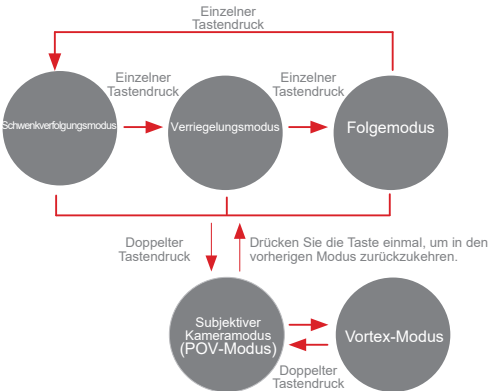 Einzelner
Tastendruck
Einzelner
Tastendruck
Einzelner
Tastendruck
Schwenkverfolgungsmodus
Verriegelungsmodus
Folgemodus
Doppelter
Tastendruck
Drücken Sie die Taste einmal, um in den
vorherigen Modus zurückzukehren.
Subjektiver
Kameramodus
(POV-Modus)
Vortex-Modus
Doppelter
Tastendruck